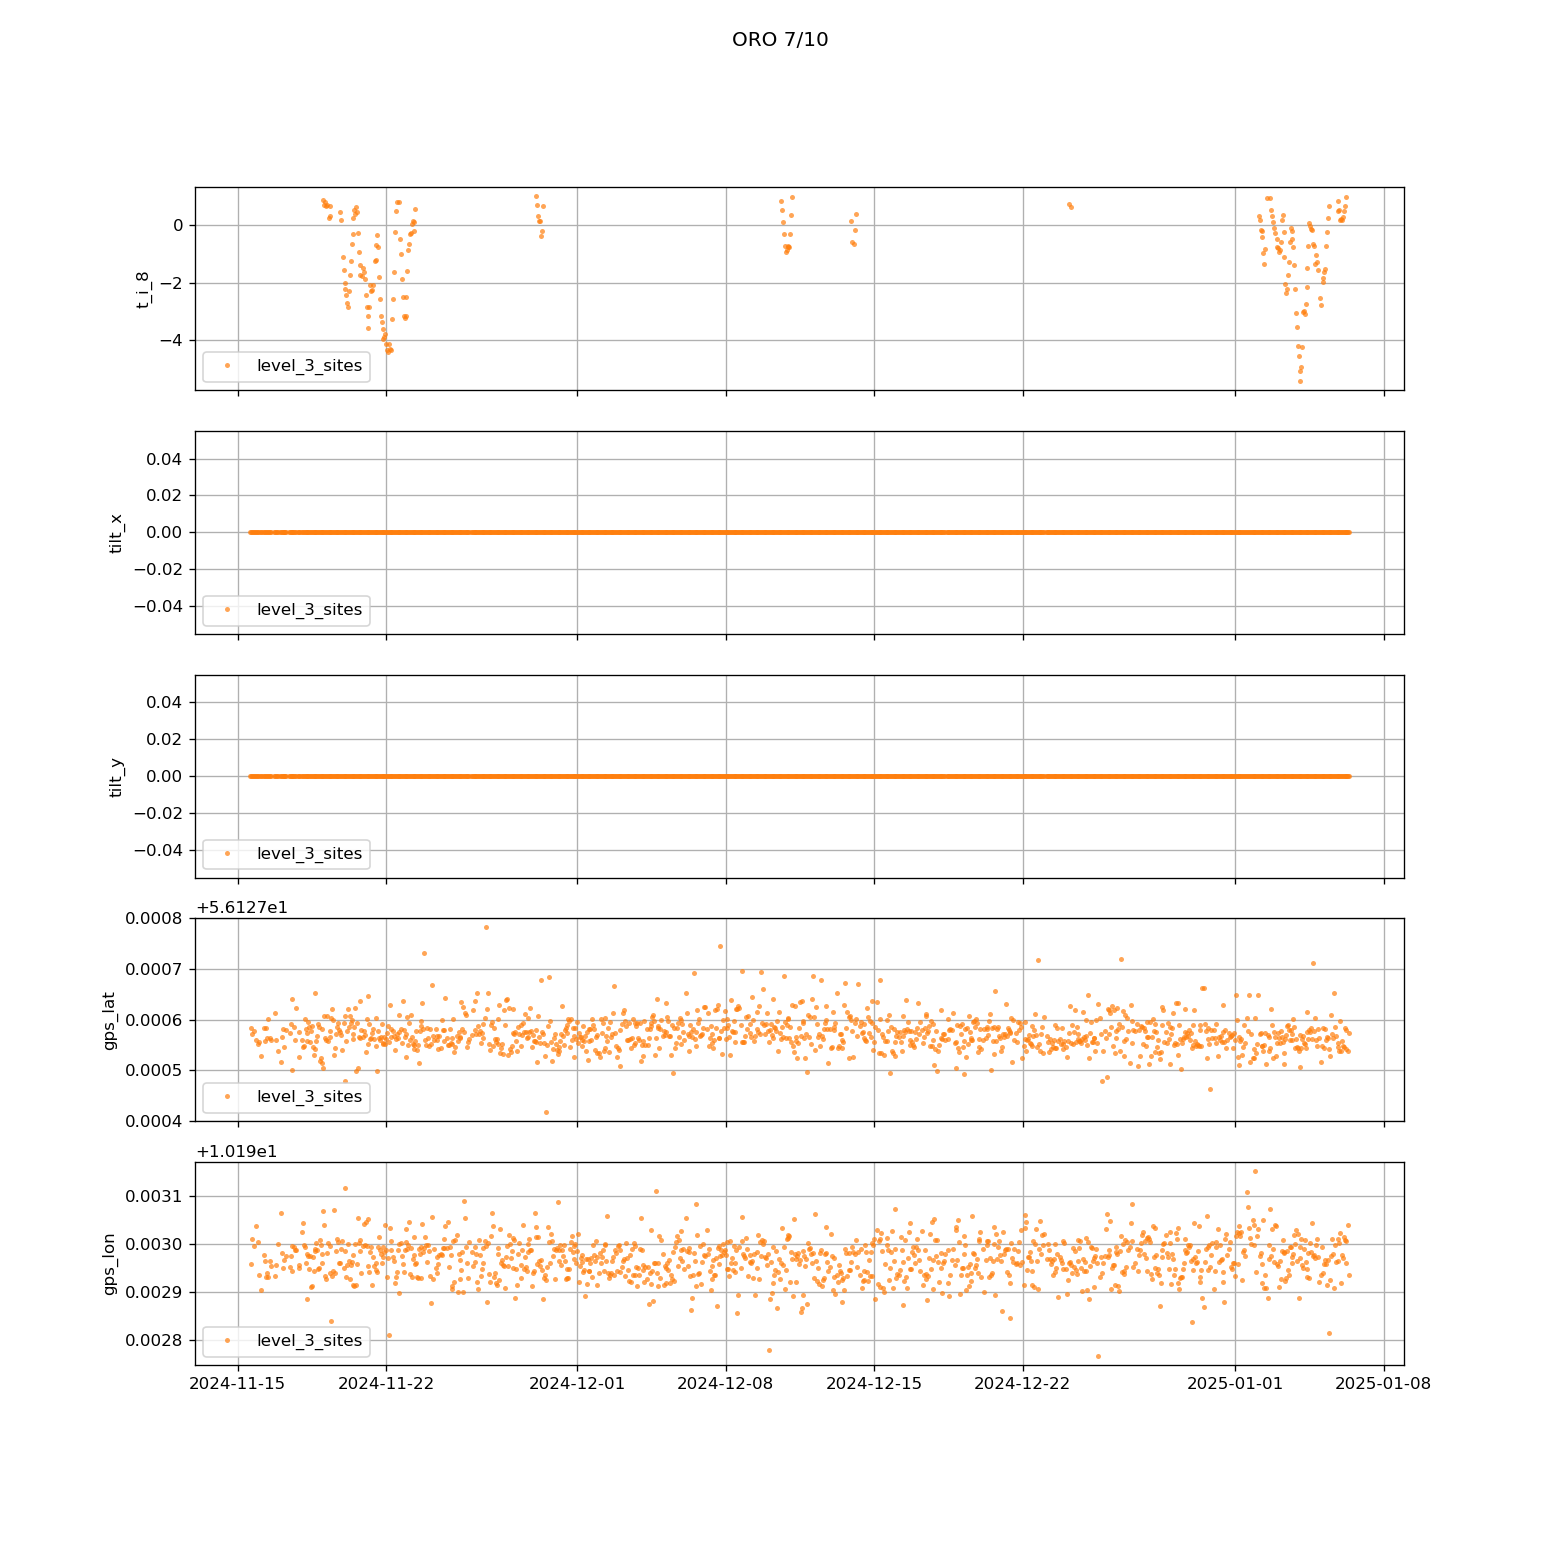 ORO 7/10
0
−2
−4
t_i_8
level_3_sites
0.04
0.02
0.00
−0.02
−0.04
tilt_x
level_3_sites
0.04
0.02
0.00
−0.02
−0.04
tilt_y
level_3_sites
+5.6127e1
0.0008
0.0007
0.0006
0.0005
0.0004
gps_lat
level_3_sites
+1.019e1
0.0031
0.0030
0.0029
0.0028
gps_lon
level_3_sites
2024-11-15 2024-11-22 2024-12-01 2024-12-08 2024-12-15 2024-12-22 2025-01-01 2025-01-08